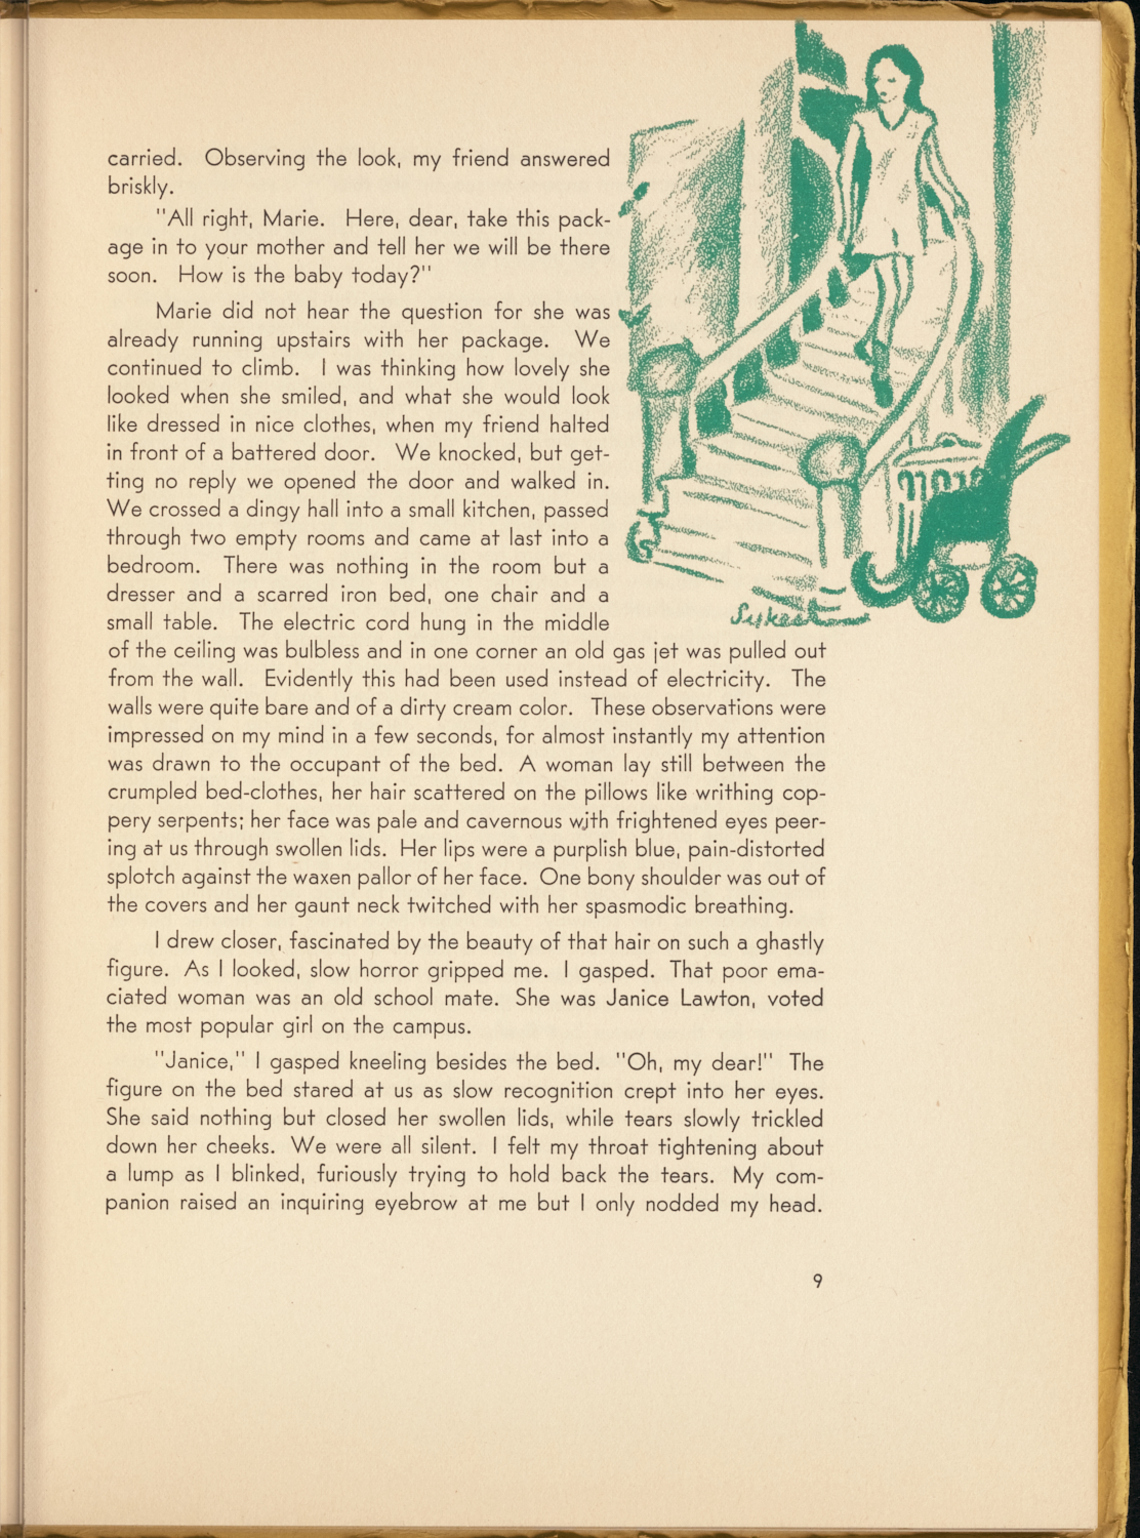 carried. Observing the look, my friend answered
briskly.
"All right, Marie. Here, dear, take this pack-
age in to your mother and tell her we will be there
soon. How is the baby today?"
Marie did not hear the question for she was
already running upstairs with her package. We
continued to climb. I was thinking how lovely she
looked when she smiled, and what she would look
like dressed in nice clothes, when my friend halted
in front of a battered door. We knocked, but get-
ting no reply we opened the door and walked in.
We crossed a dingy hall into a small kitchen, passed
through two empty rooms and came at last into a
bedroom. There was nothing in the room but a
dresser and a scarred iron bed, one chair and a
small table. The electric cord hung in the middle
of the ceiling was bulbless and in one corner an old gas jet was pulled out
from the wall. Evidently this had been used instead of electricity. The
walls were quite bare and of a dirty cream color. These observations were
impressed on my mind in a few seconds, for almost instantly my attention
was drawn to the occupant of the bed. A woman lay still between the
crumpled bed-clothes, her hair scattered on the pillows like writhing cop-
pery serpents; her face was pale and cavernous with frightened eyes peer-
ing at us through swollen lids. Her lips were a purplish blue, pain-distorted
splotch against the waxen pallor of her face. One bony shoulder was out of
the covers and her gaunt neck twitched with her spasmodic breathing.
I drew closer, fascinated by the beauty of that hair on such a ghastly
figure. As I looked, slow horror gripped me. I gasped. That poor ema-
ciated woman was an old school mate. She was Janice Lawton, voted
the most popular girl on the campus.
"Janice," I gasped kneeling besides the bed. "Oh, my dear!" The
figure on the bed stared at us as slow recognition crept into her eyes.
She said nothing but closed her swollen lids, while tears slowly trickled
down her cheeks. We were all silent. I felt my throat tightening about
a lump as I blinked, furiously trying to hold back the tears. My com-
panion raised an inquiring eyebrow at me but I only nodded my head.
9